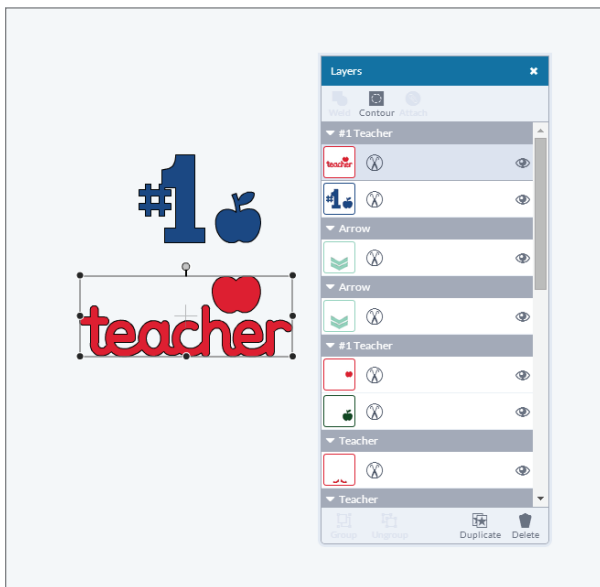 Layers
Weld Contour Attach
#1 Teacher
teacher
#1
Arrow
Arrow
#1 Teacher
Teacher
Teacher
Group Ungroup Duplicate Delete
#1
teacher